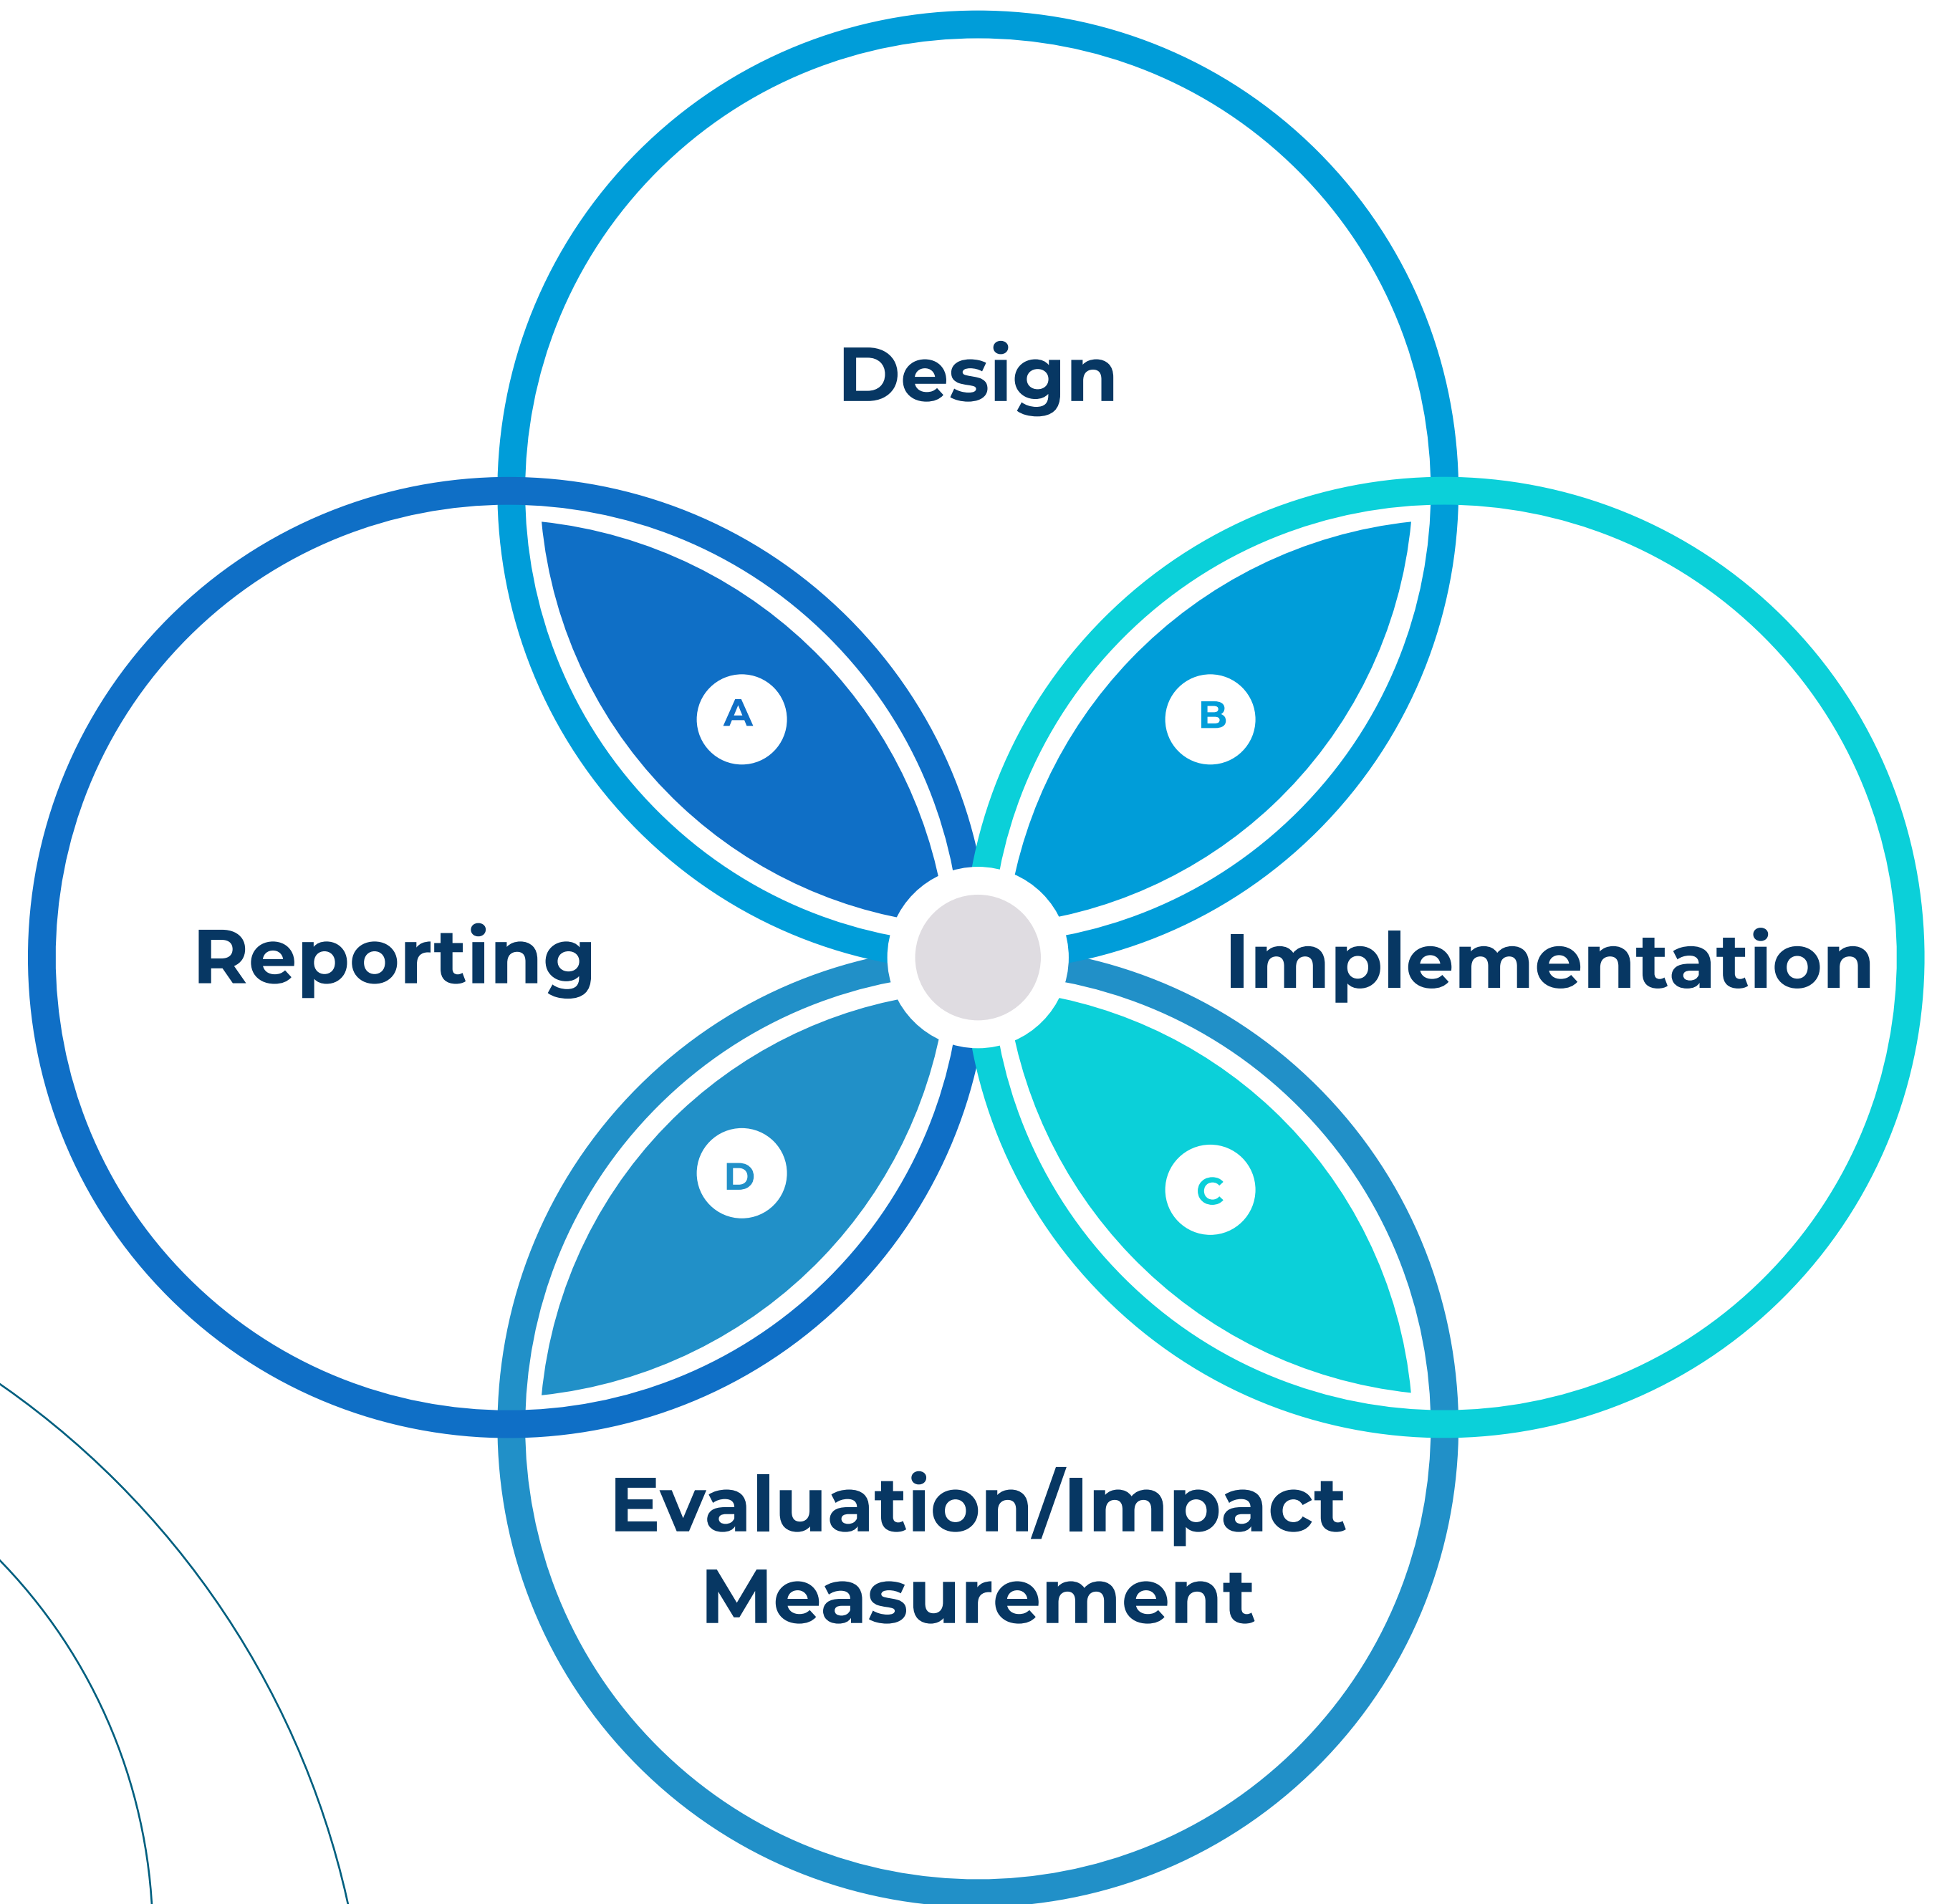 Design
A
B
Reporting
Implementation
D
C
Evaluation/Impact
Measurement